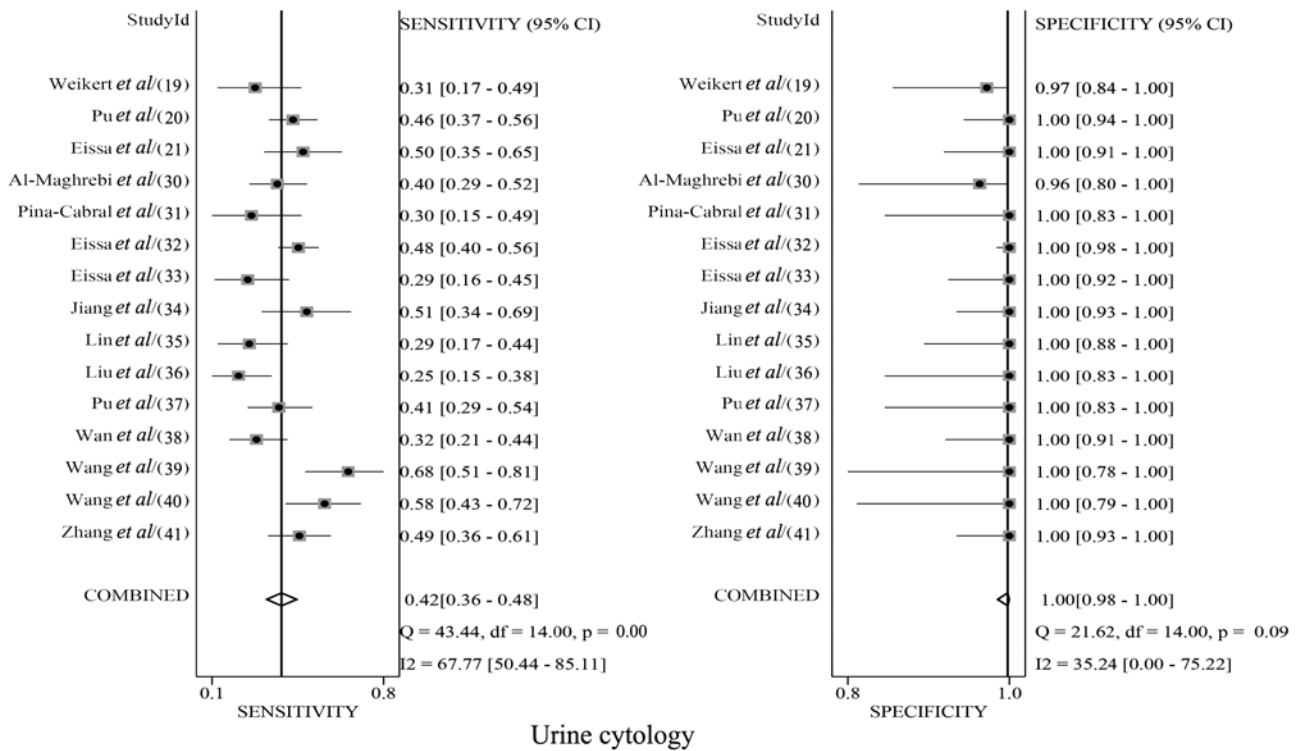 StudyId SENSITIVITY (95% CI)
Weikert et al/(19) 0.31 [0.17 - 0.49]
Pu et al/(20) 0.46 [0.37 - 0.56]
Eissa et al/(21) 0.50 [0.35 - 0.65]
Al-Maghrebi et al/(30) 0.40 [0.29 - 0.52]
Pina-Cabral et al/(31) 0.30 [0.15 - 0.49]
Eissa et al/(32) 0.48 [0.40 - 0.56]
Eissa et al/(33) 0.29 [0.16 - 0.45]
Jiang et al/(34) 0.51 [0.34 - 0.69]
Lin et al/(35) 0.29 [0.17 - 0.44]
Liu et al/(36) 0.25 [0.15 - 0.38]
Pu et al/(37) 0.41 [0.29 - 0.54]
Wan et al/(38) 0.32 [0.21 - 0.44]
Wang et al/(39) 0.68 [0.51 - 0.81]
Wang et al/(40) 0.58 [0.43 - 0.72]
Zhang et al/(41) 0.49 [0.36 - 0.61]
COMBINED 0.42[0.36 - 0.48]
Q = 43.44, df = 14.00, p = 0.00
I2 = 67.77 [50.44 - 85.11]
0.1 0.8
SENSITIVITY
StudyId SPECIFICITY (95% CI)
Weikert et al/(19) 0.97 [0.84 - 1.00]
Pu et al/(20) 1.00 [0.94 - 1.00]
Eissa et al/(21) 1.00 [0.91 - 1.00]
Al-Maghrebi et al/(30) 0.96 [0.80 - 1.00]
Pina-Cabral et al/(31) 1.00 [0.83 - 1.00]
Eissa et al/(32) 1.00 [0.98 - 1.00]
Eissa et al/(33) 1.00 [0.92 - 1.00]
Jiang et al/(34) 1.00 [0.93 - 1.00]
Lin et al/(35) 1.00 [0.88 - 1.00]
Liu et al/(36) 1.00 [0.83 - 1.00]
Pu et al/(37) 1.00 [0.83 - 1.00]
Wan et al/(38) 1.00 [0.91 - 1.00]
Wang et al/(39) 1.00 [0.78 - 1.00]
Wang et al/(40) 1.00 [0.79 - 1.00]
Zhang et al/(41) 1.00 [0.93 - 1.00]
COMBINED 1.00[0.98 - 1.00]
Q = 21.62, df = 14.00, p = 0.09
I2 = 35.24 [0.00 - 75.22]
0.8 1.0
SPECIFICITY
Urine cytology